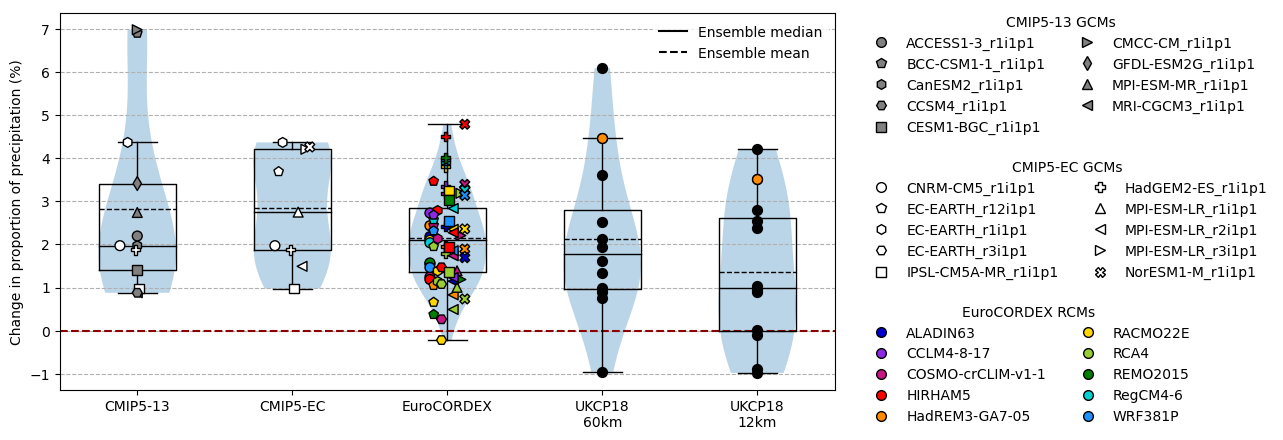 Change in proportion of precipitation (%)
7
6
5
4
3
2
1
0
−1
Ensemble median
Ensemble mean
CMIP5-13
CMIP5-EC
EuroCORDEX
UKCP18
60km
UKCP18
12km
CMIP5-13 GCMs
ACCESS1-3_r1i1p1
BCC-CSM1-1_r1i1p1
CanESM2_r1i1p1
CCSM4_r1i1p1
CESM1-BGC_r1i1p1
CMCC-CM_r1i1p1
GFDL-ESM2G_r1i1p1
MPI-ESM-MR_r1i1p1
MRI-CGCM3_r1i1p1
CMIP5-EC GCMs
CNRM-CM5_r1i1p1
EC-EARTH_r12i1p1
EC-EARTH_r1i1p1
EC-EARTH_r3i1p1
IPSL-CM5A-MR_r1i1p1
HadGEM2-ES_r1i1p1
MPI-ESM-LR_r1i1p1
MPI-ESM-LR_r2i1p1
MPI-ESM-LR_r3i1p1
NorESM1-M_r1i1p1
EuroCORDEX RCMs
ALADIN63
CCLM4-8-17
COSMO-crCLIM-v1-1
HIRHAM5
HadREM3-GA7-05
RACMO22E
RCA4
REMO2015
RegCM4-6
WRF381P